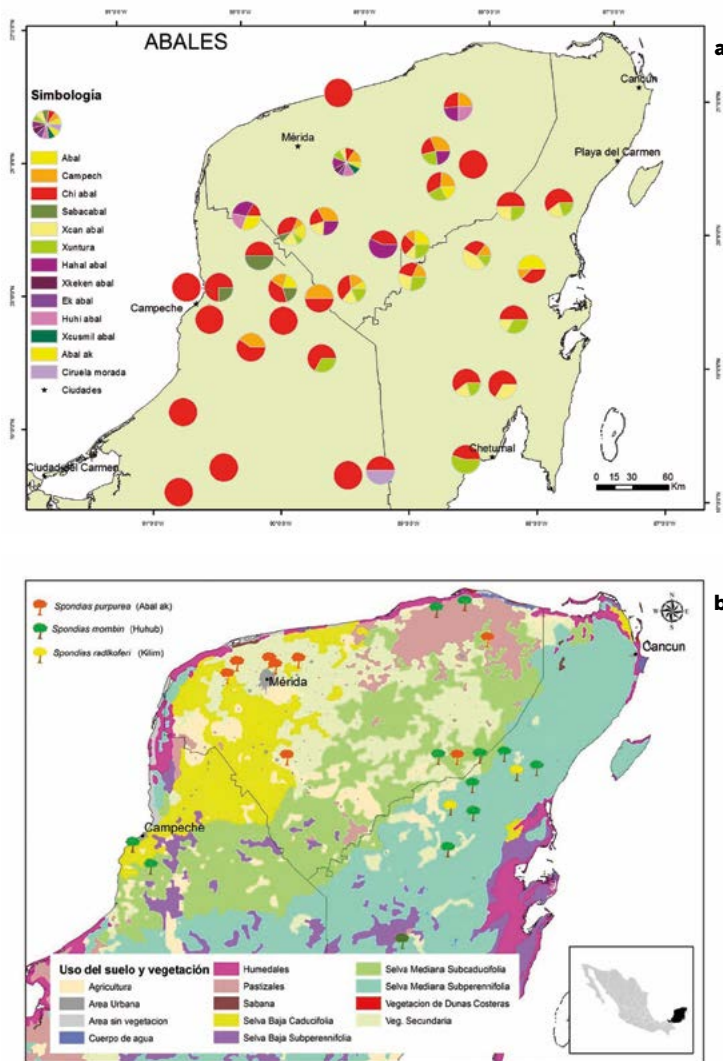 ABALES
a
Simbología
Abal
Campech
Chi abal
Sabacabal
Xcan abal
Xuntura
Hahal abal
Xkeken abal
Ek abal
Huhi abal
Xcusmil abal
Abal ak
Ciruela morada
Ciudades
Mérida
Cancún
Playa del Carmen
Campeche
Ciudad del Carmen
Chetumal
0 15 30 60
Km
b
Spondias purpurea (Abal ak)
Spondias mombin (Huhub)
Spondias radlkoferi (Kilim)
N
W E
S
Cancun
Mérida
Campeche
Uso del suelo y vegetación
Agricultura
Area Urbana
Area sin vegetacion
Cuerpo de agua
Humedales
Pastizales
Sabana
Selva Baja Caducifolia
Selva Baja Subperennifolia
Selva Mediana Subcaducifolia
Selva Mediana Subperennifolia
Vegetacion de Dunas Costeras
Veg. Secundaria